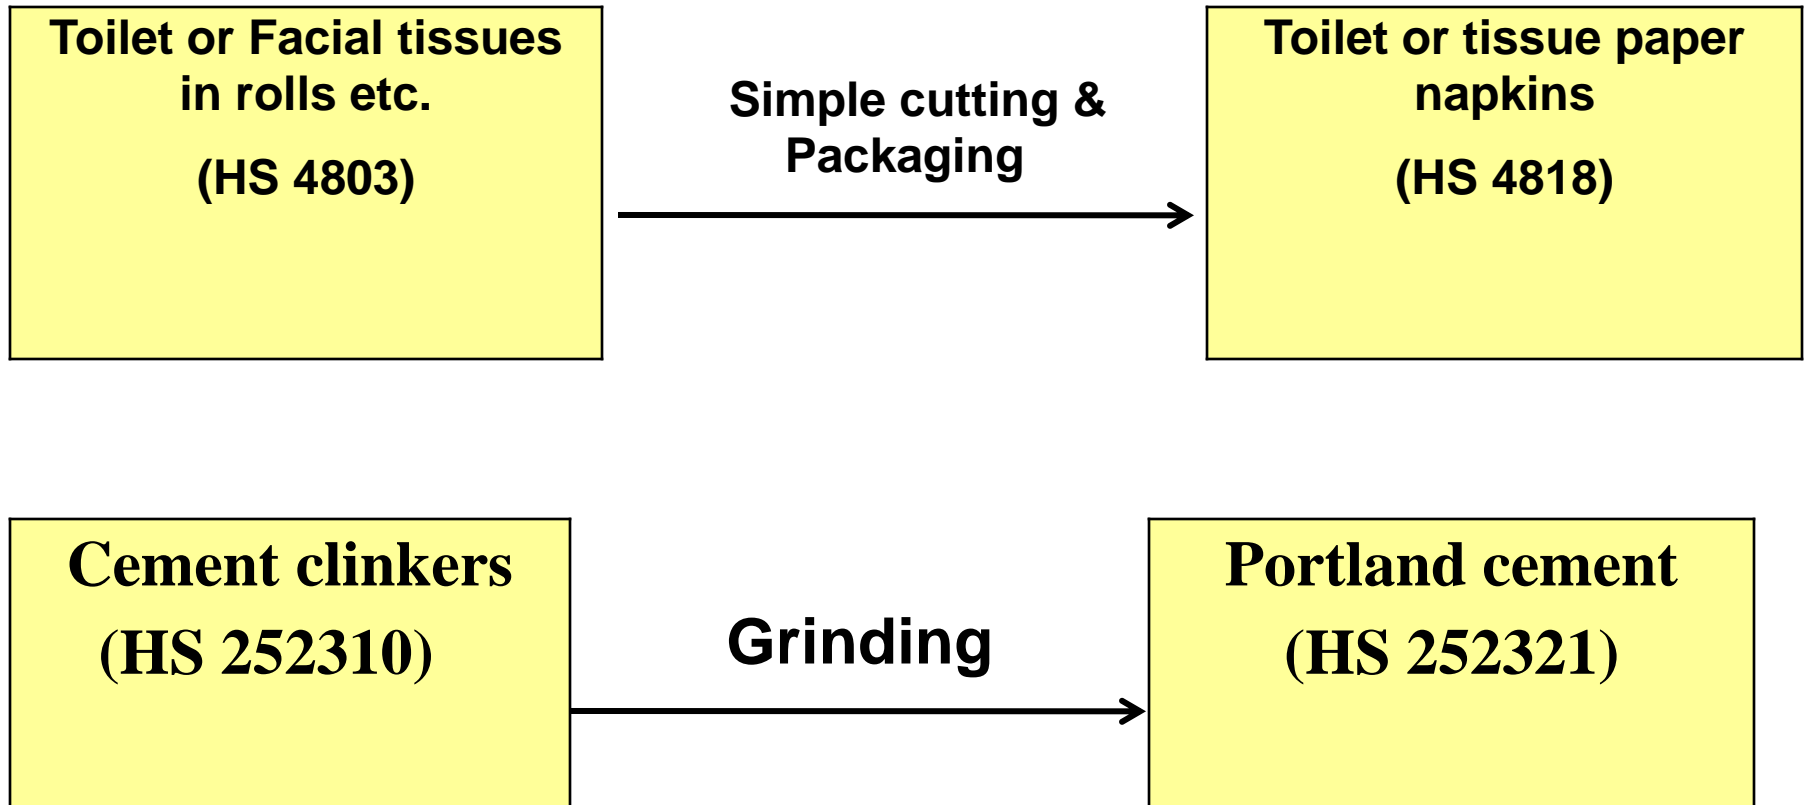 Toilet or Facial tissues
in rolls etc.
(HS 4803)
Simple cutting &
Packaging
Toilet or tissue paper
napkins
(HS 4818)
Cement clinkers
(HS 252310)
Grinding
Portland cement
(HS 252321)